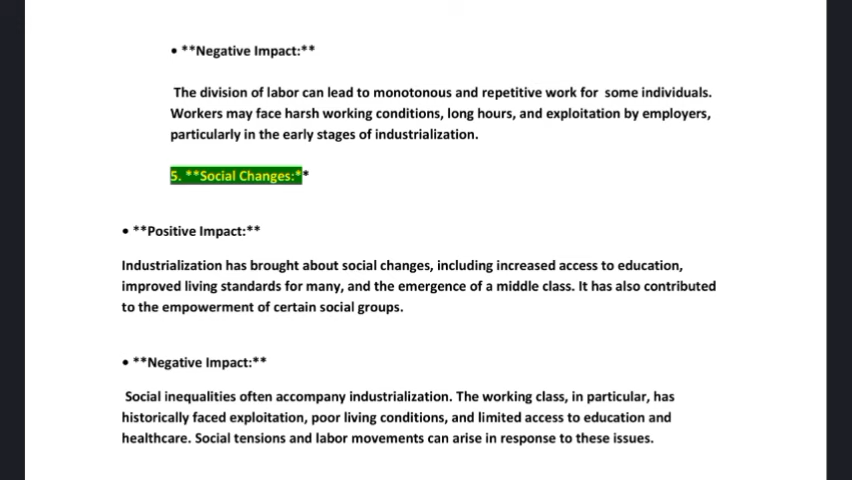 • **Negative Impact:**
The division of labor can lead to monotonous and repetitive work for some individuals.
Workers may face harsh working conditions, long hours, and exploitation by employers,
particularly in the early stages of industrialization.
5. **Social Changes:**
• **Positive Impact:**
Industrialization has brought about social changes, including increased access to education,
improved living standards for many, and the emergence of a middle class. It has also contributed
to the empowerment of certain social groups.
• **Negative Impact:**
Social inequalities often accompany industrialization. The working class, in particular, has
historically faced exploitation, poor living conditions, and limited access to education and
healthcare. Social tensions and labor movements can arise in response to these issues.